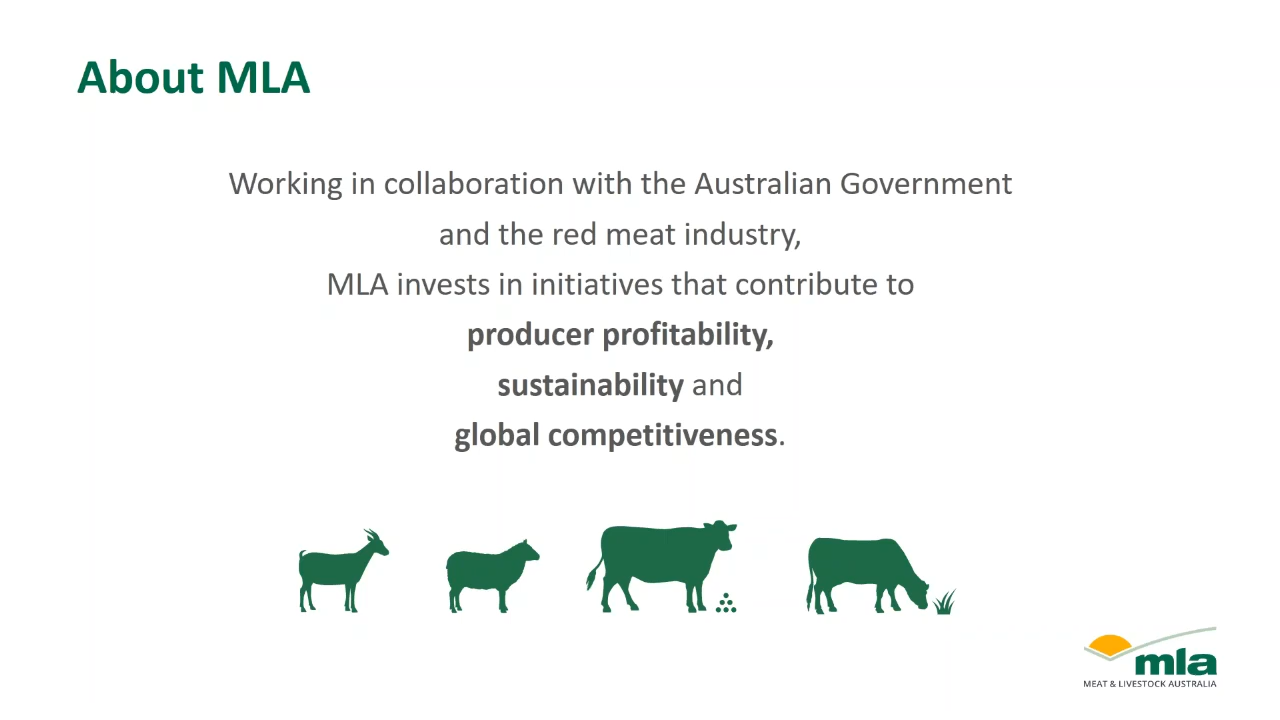 About MLA
Working in collaboration with the Australian Government
and the red meat industry,
MLA invests in initiatives that contribute to
producer profitability,
sustainability and
global competitiveness.
mla
MEAT & LIVESTOCK AUSTRALIA